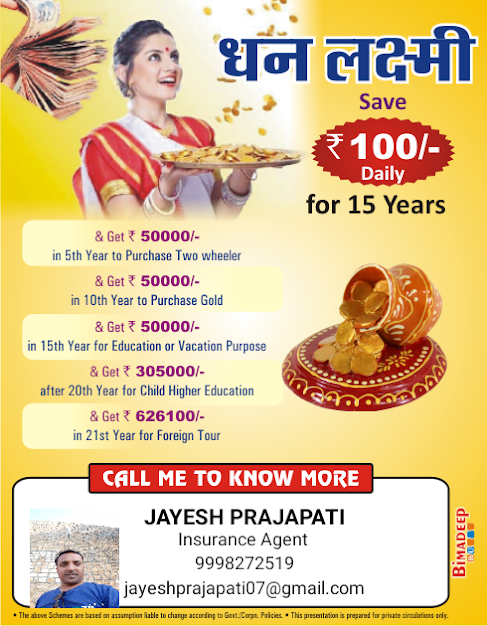 धन लक्ष्मी
Save
₹ 100/-
Daily
for 15 Years
& Get ₹ 50000/-
in 5th Year to Purchase Two wheeler
& Get ₹ 50000/-
in 10th Year to Purchase Gold
& Get ₹ 50000/-
in 15th Year for Education or Vacation Purpose
& Get ₹ 305000/-
after 20th Year for Child Higher Education
& Get ₹ 626100/-
in 21st Year for Foreign Tour
CALL ME TO KNOW MORE
JAYESH PRAJAPATI
Insurance Agent
9998272519
jayeshprajapati07@gmail.com
BIMADEEP
• The above Schemes are based on assumption liable to change according to Govt./Corpn. Policies. • This presentation is prepared for private circulations only.